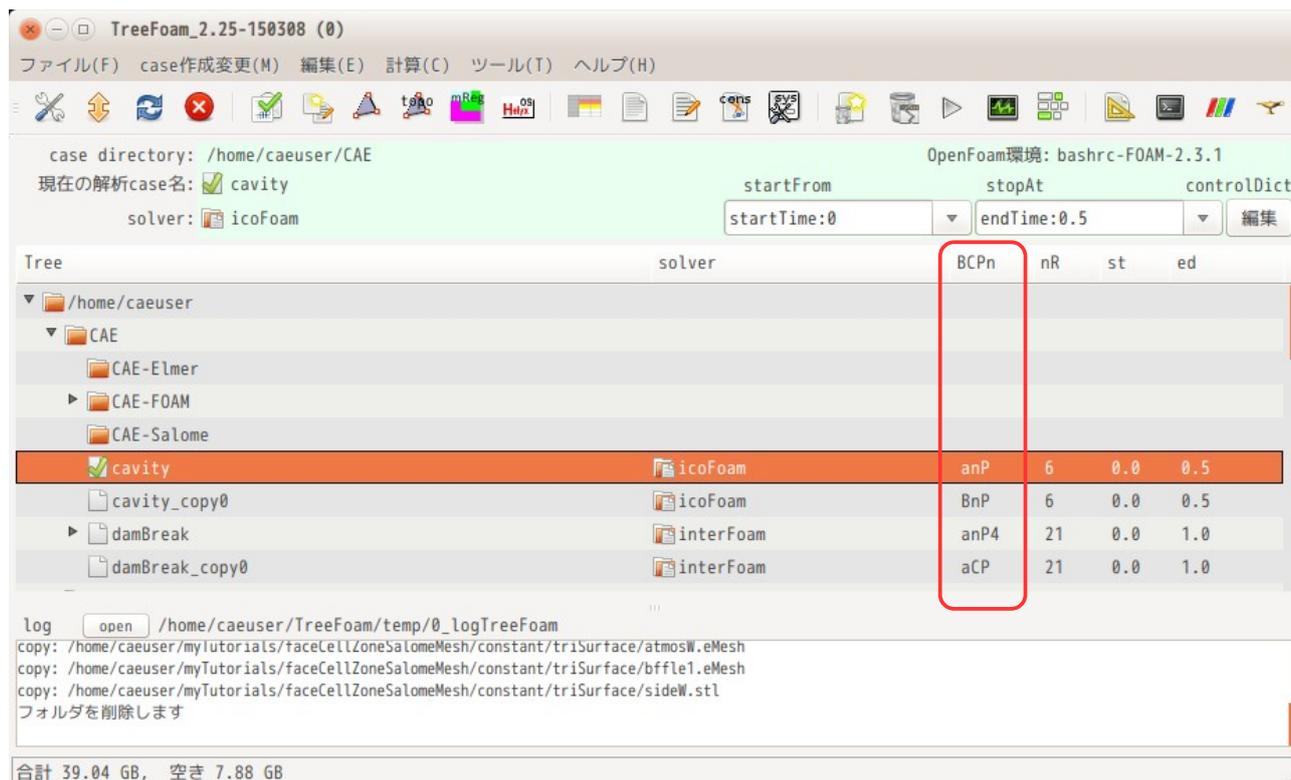 TreeFoam_2.25-150308 (0)
ファイル(F) case作成変更(M) 編集(E) 計算(C) ツール(T) ヘルプ(H)
topo mReg Hel/x OS cons sys
case directory: /home/caeuser/CAE OpenFoam環境: bashrc-FOAM-2.3.1
現在の解析case名: cavity startFrom stopAt controlDict
solver: icoFoam startTime:0 endTime:0.5 編集
Tree solver BCPn nR st ed
/home/caeuser
CAE
CAE-Elmer
CAE-FOAM
CAE-Salome
cavity icoFoam anP 6 0.0 0.5
cavity_copy0 icoFoam BnP 6 0.0 0.5
damBreak interFoam anP4 21 0.0 1.0
damBreak_copy0 interFoam aCP 21 0.0 1.0
log open /home/caeuser/TreeFoam/temp/0_logTreeFoam
copy: /home/caeuser/myTutorials/faceCellZoneSalomeMesh/constant/triSurface/atmosW.eMesh
copy: /home/caeuser/myTutorials/faceCellZoneSalomeMesh/constant/triSurface/bffle1.eMesh
copy: /home/caeuser/myTutorials/faceCellZoneSalomeMesh/constant/triSurface/sideW.stl
フォルダを削除します
合計 39.04 GB, 空き 7.88 GB